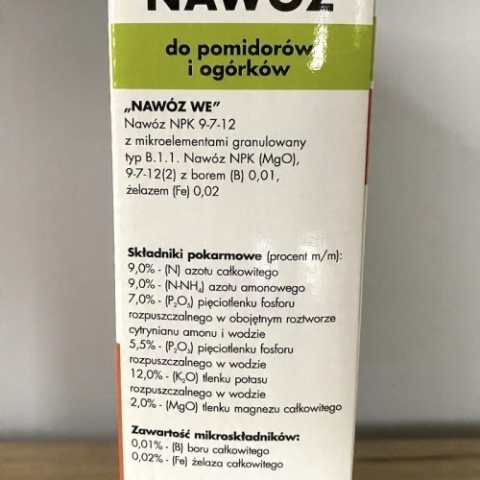 NAWÓZ
do pomidorów
i ogórków
„NAWÓZ WE”
Nawóz NPK 9-7-12
z mikroelementami granulowany
typ B.1.1. Nawóz NPK (MgO),
9-7-12(2) z borem (B) 0,01,
żelazem (Fe) 0,02
Składniki pokarmowe (procent m/m):
9,0% - (N) azotu całkowitego
9,0% - (N-NH₄) azotu amonowego
7,0% - (P₂O₅) pięciotlenku fosforu
rozpuszczalnego w obojętnym roztworze
cytrynianu amonu i wodzie
5,5% - (P₂O₅) pięciotlenku fosforu
rozpuszczalnego w wodzie
12,0% - (K₂O) tlenku potasu
rozpuszczalnego w wodzie
2,0% - (MgO) tlenku magnezu całkowitego
Zawartość mikroskładników:
0,01% - (B) boru całkowitego
0,02% - (Fe) żelaza całkowitego